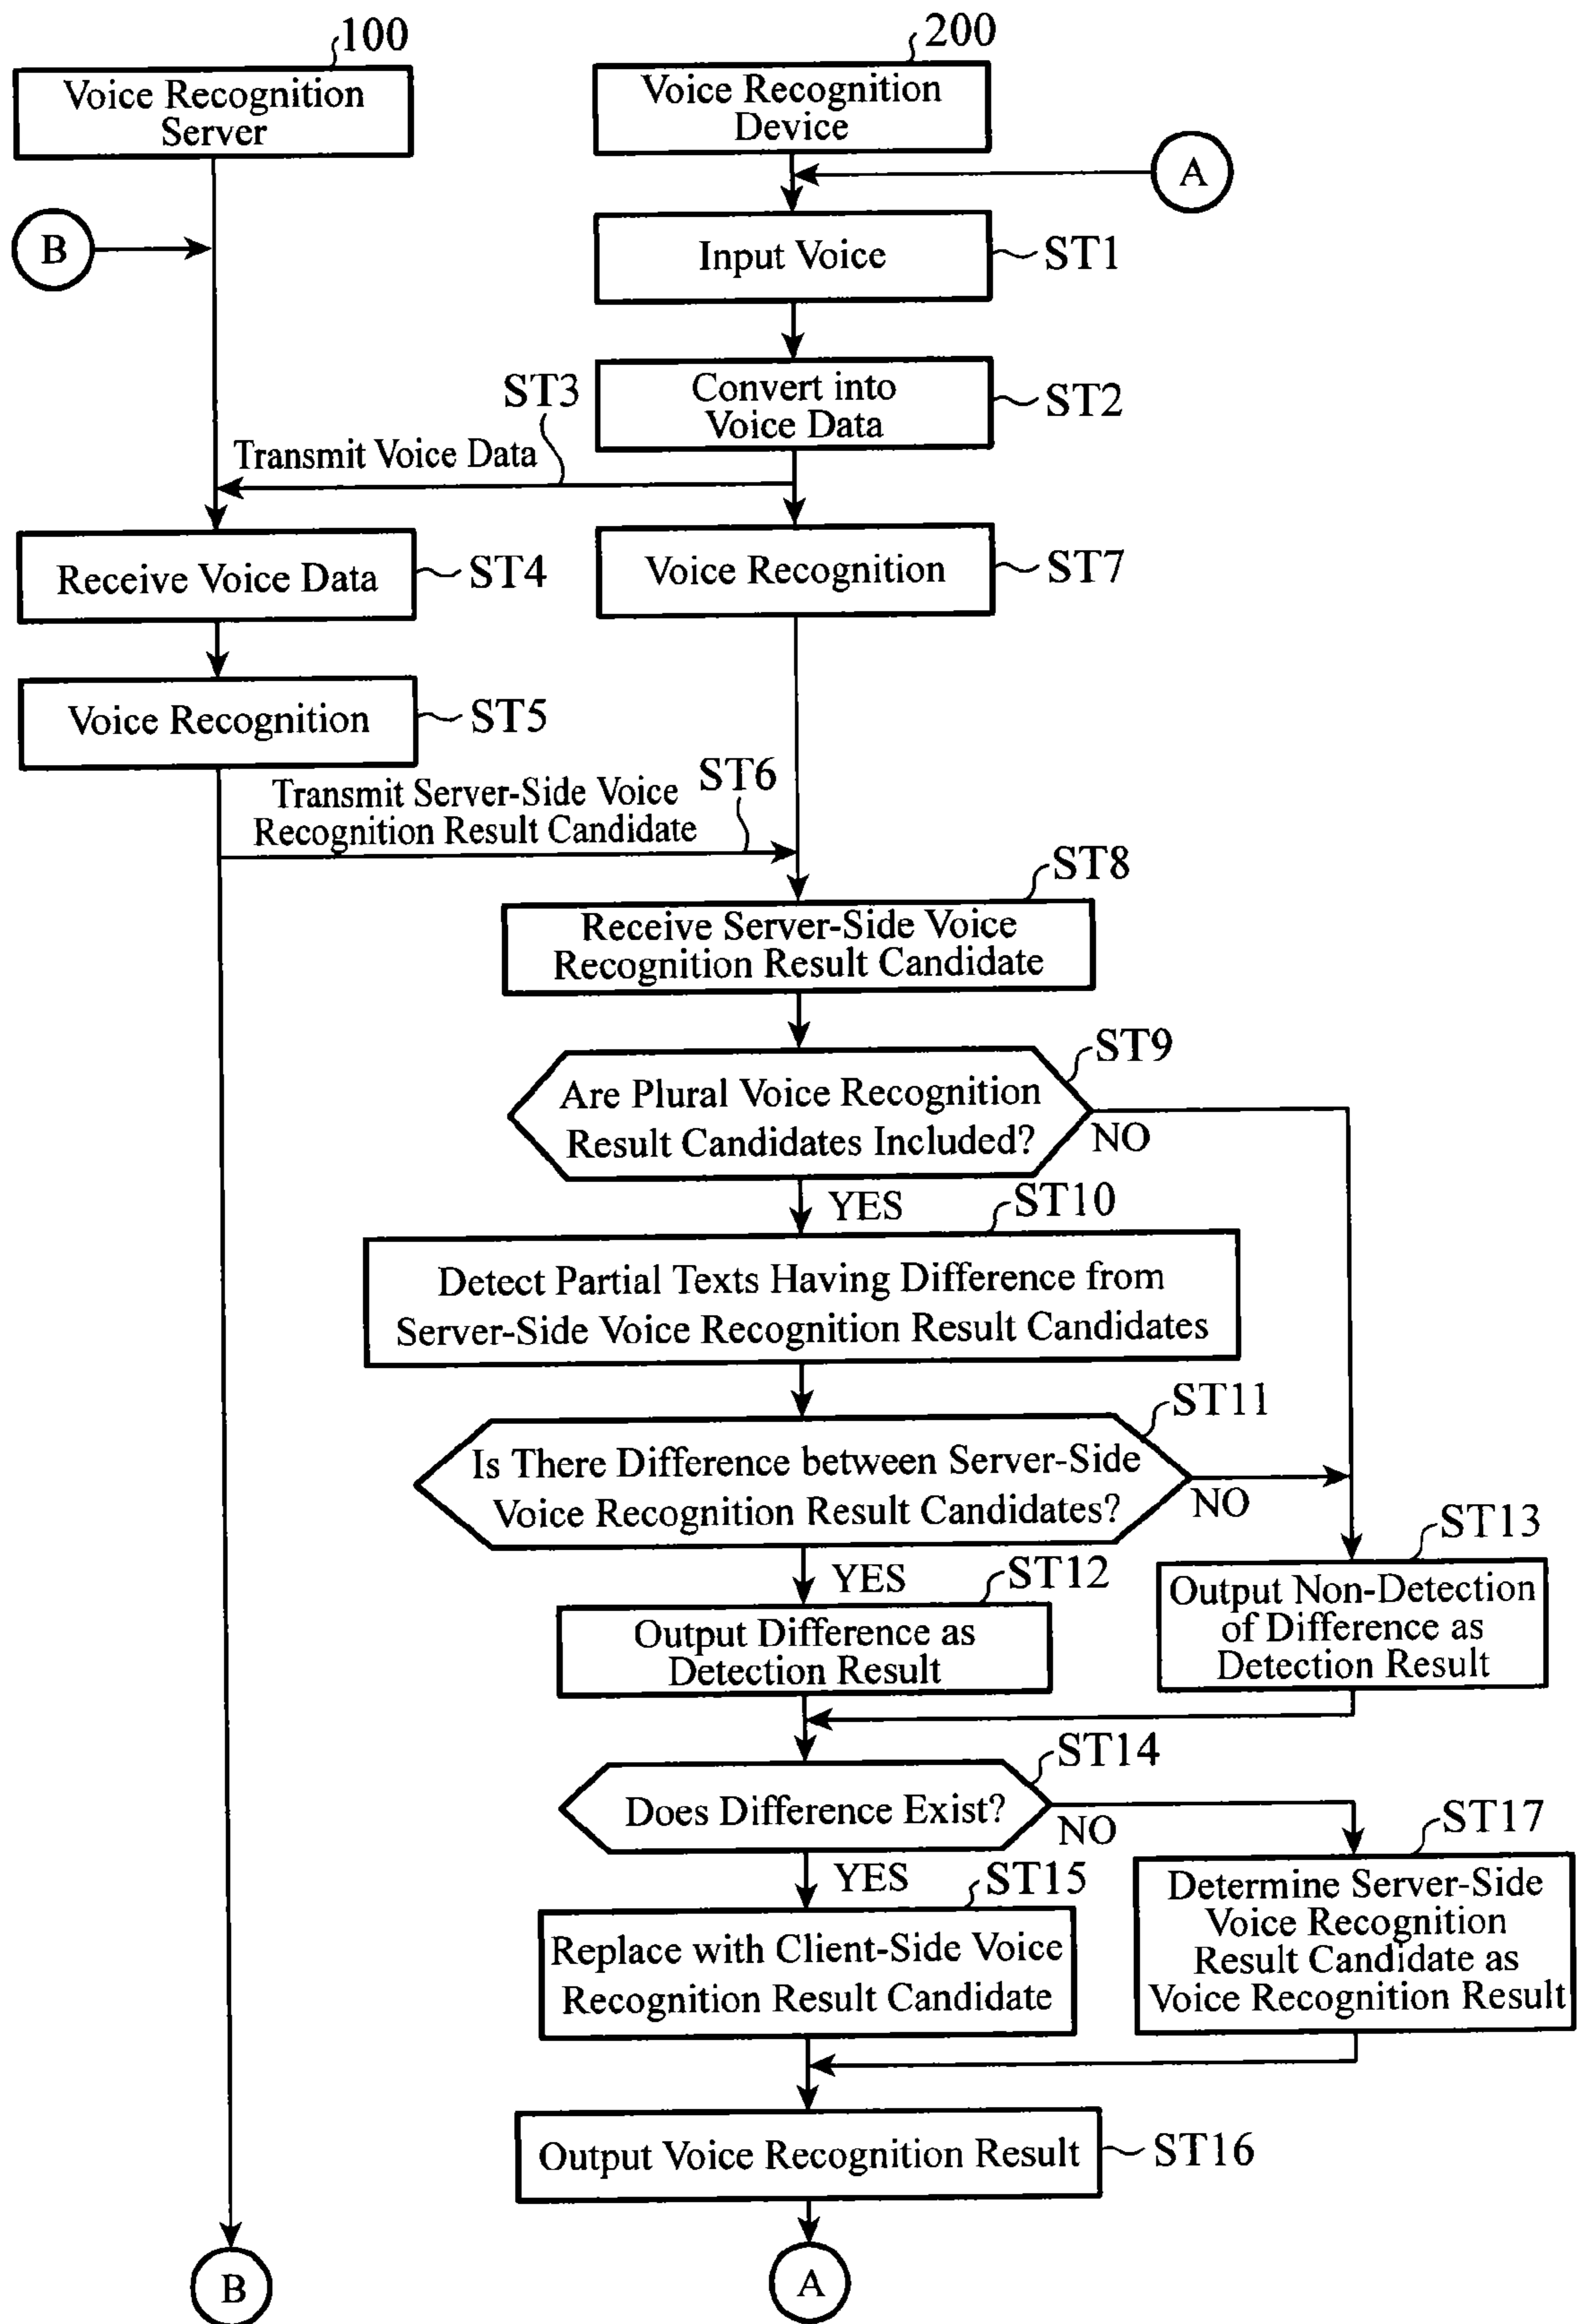 100
Voice Recognition
Server
200
Voice Recognition
Device
A
B
Input Voice
ST1
Convert into
Voice Data
ST2
ST3
Transmit Voice Data
Receive Voice Data
ST4
Voice Recognition
ST7
Voice Recognition
ST5
Transmit Server-Side Voice
Recognition Result Candidate
ST6
ST8
Receive Server-Side Voice
Recognition Result Candidate
ST9
Are Plural Voice Recognition
Result Candidates Included?
NO
YES
ST10
Detect Partial Texts Having Difference from
Server-Side Voice Recognition Result Candidates
ST11
Is There Difference between Server-Side
Voice Recognition Result Candidates?
NO
YES
ST12
Output Difference as
Detection Result
ST13
Output Non-Detection
of Difference as
Detection Result
ST14
Does Difference Exist?
NO
YES
ST15
Replace with Client-Side Voice
Recognition Result Candidate
ST17
Determine Server-Side
Voice Recognition
Result Candidate as
Voice Recognition Result
Output Voice Recognition Result
ST16
B
A